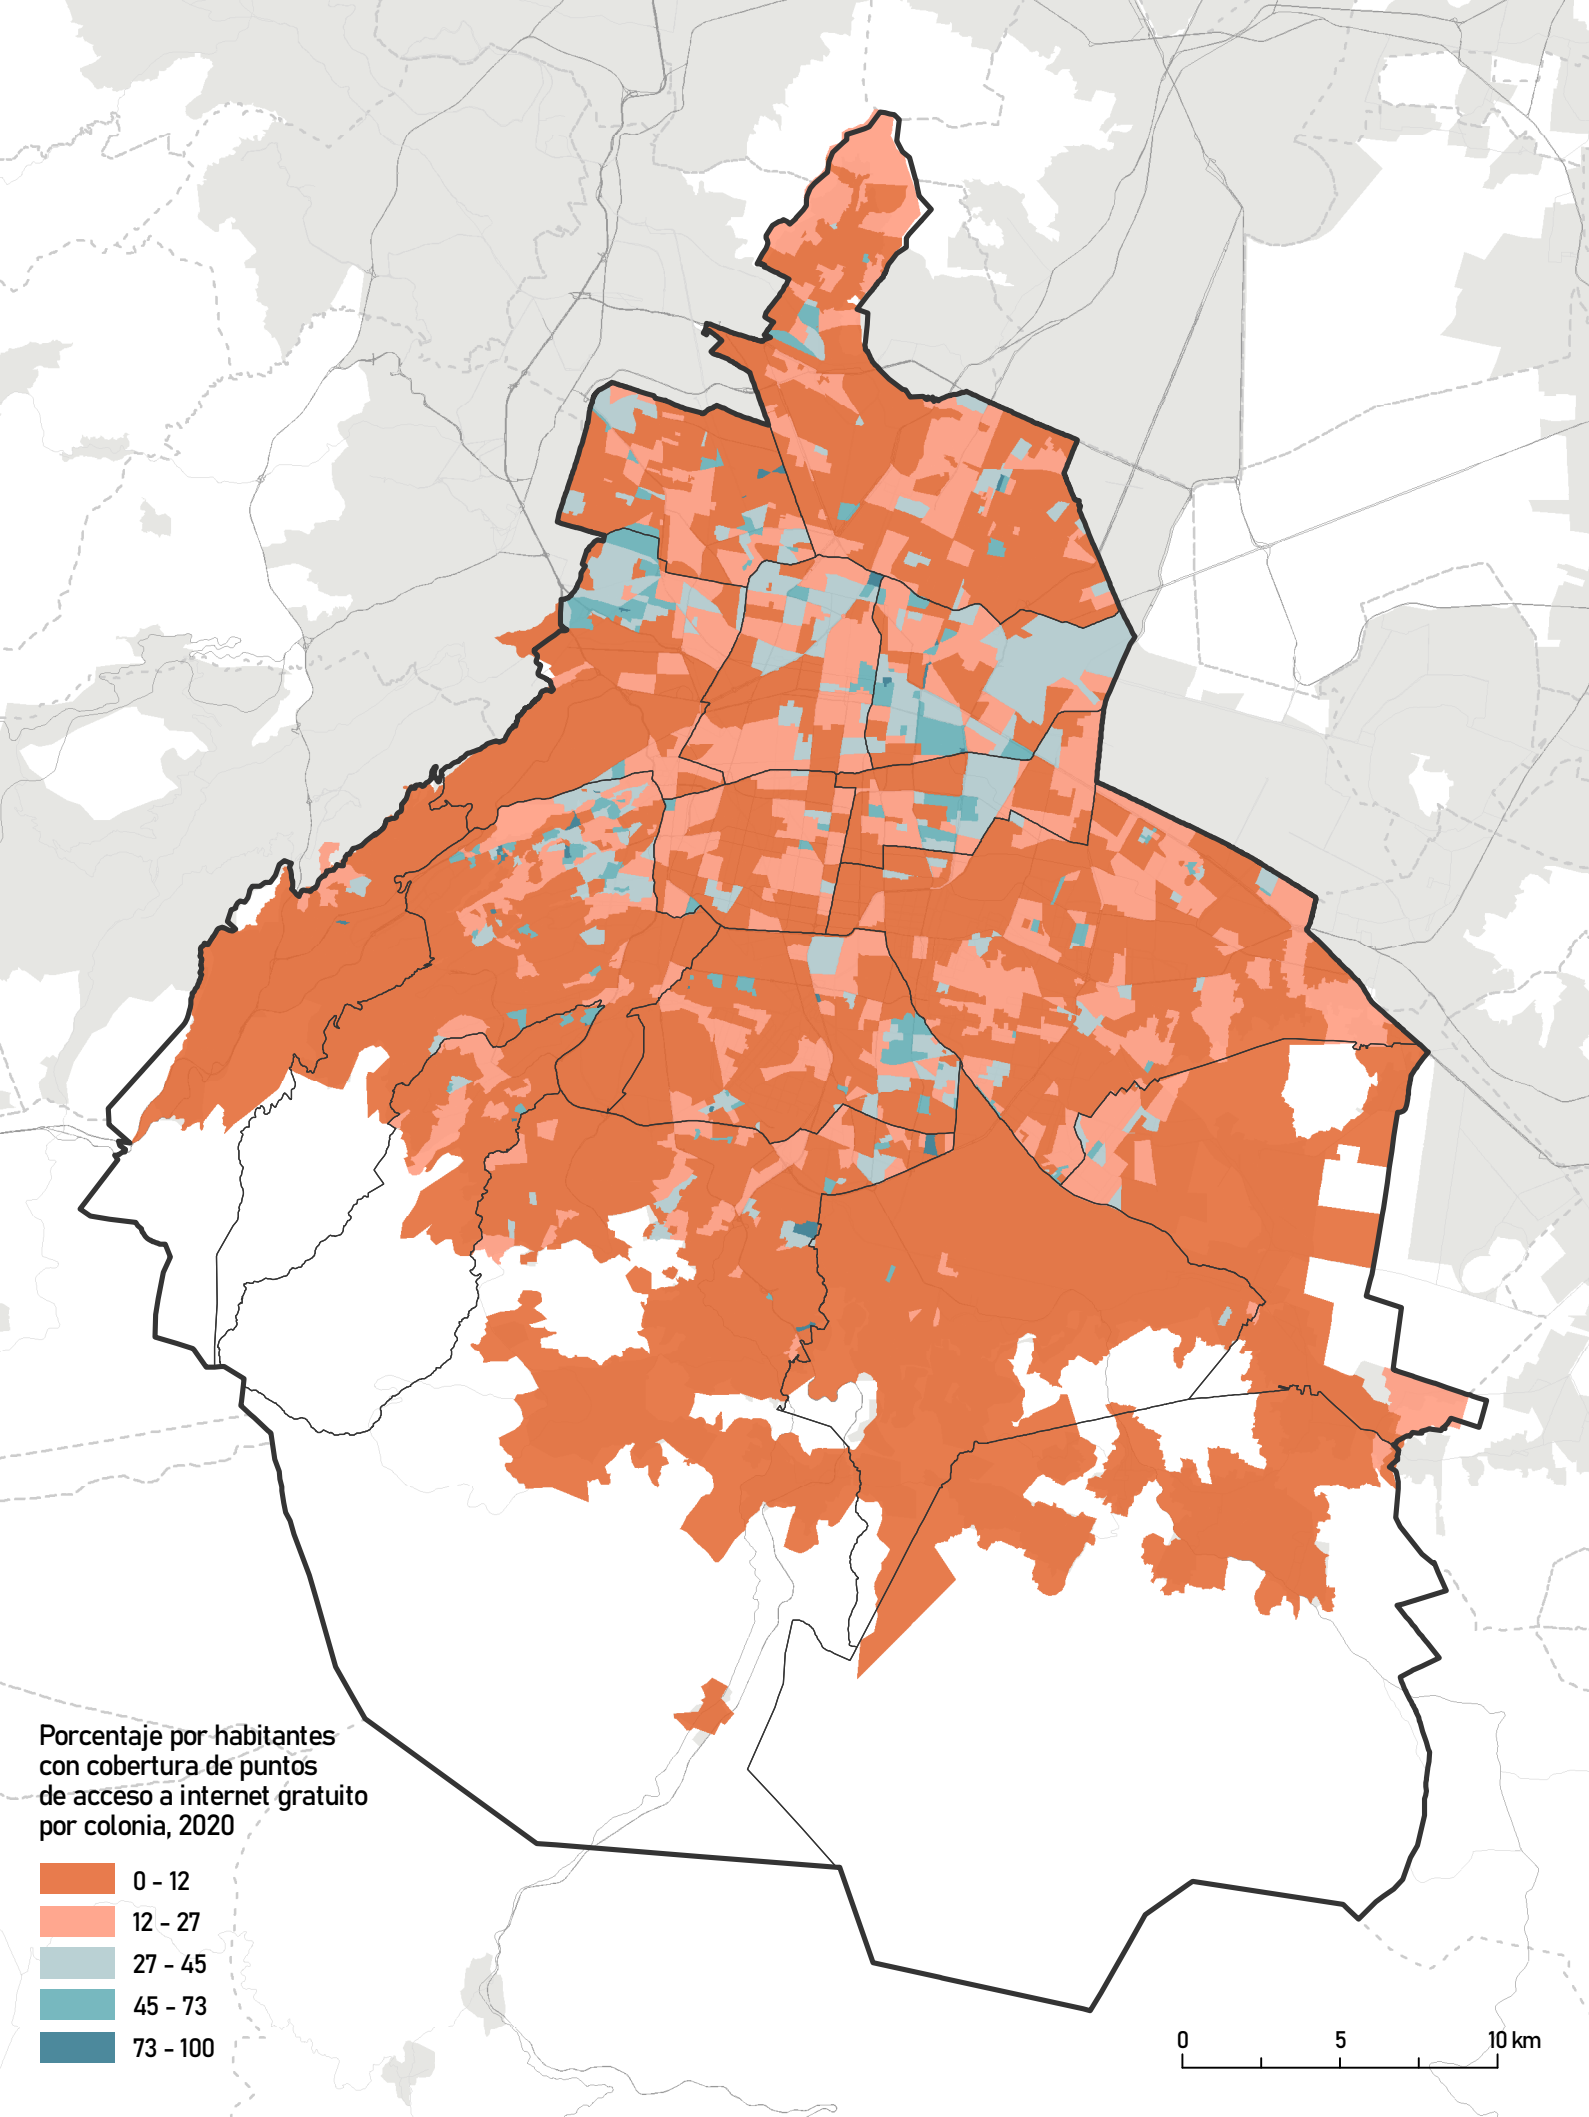 Porcentaje por habitantes
con cobertura de puntos
de acceso a internet gratuito
por colonia, 2020
0 - 12
12 - 27
27 - 45
45 - 73
73 - 100
0 5 10 km